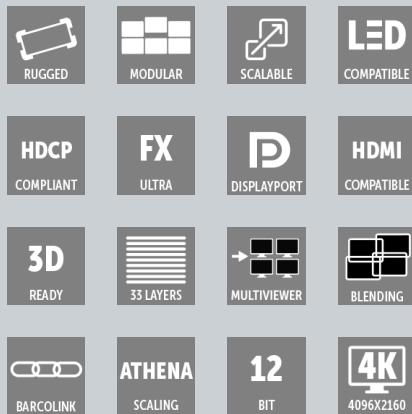 RUGGED
MODULAR
SCALABLE
LED
COMPATIBLE
HDCP
COMPLIANT
FX
ULTRA
D
DISPLAYPORT
HDMI
COMPATIBLE
3D
READY
33 LAYERS
MULTIVIEWER
BLENDING
BARCOLINK
ATHENA
SCALING
12
BIT
4K
4096X2160